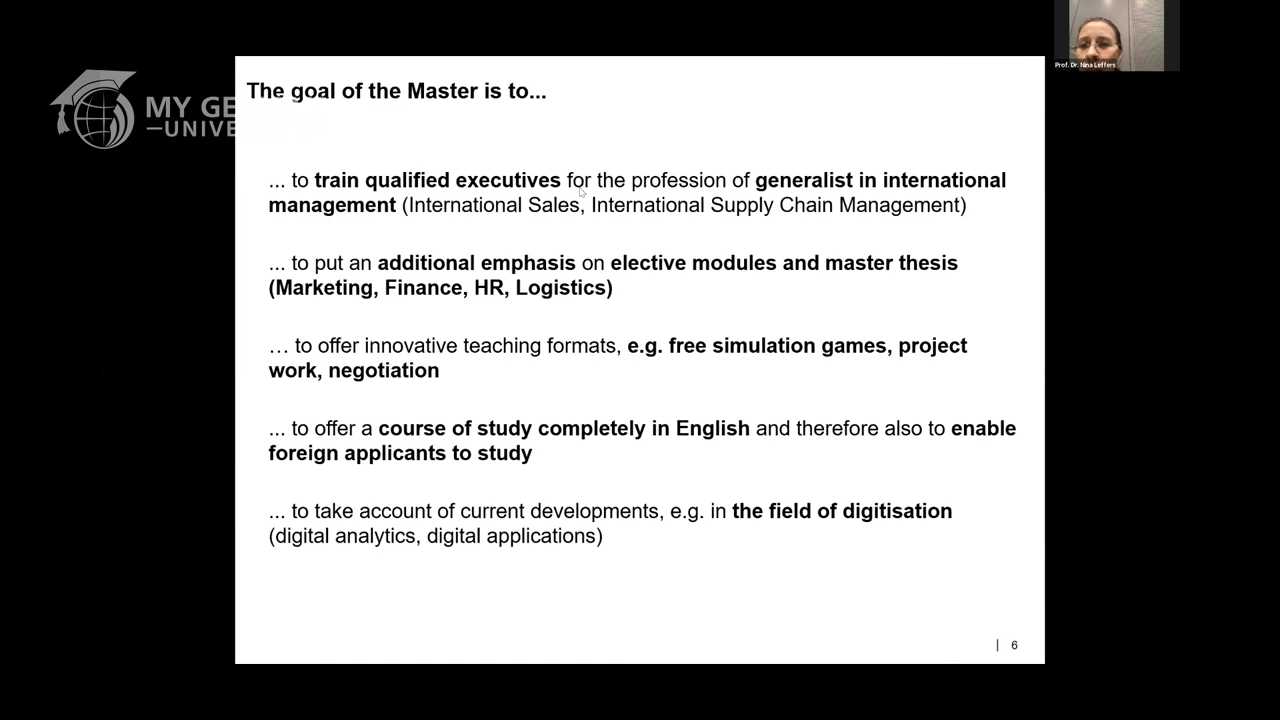 Prof. Dr. Nina Leffers
MY GE
—UNIVE
The goal of the Master is to...
... to train qualified executives for the profession of generalist in international
management (International Sales, International Supply Chain Management)
... to put an additional emphasis on elective modules and master thesis
(Marketing, Finance, HR, Logistics)
… to offer innovative teaching formats, e.g. free simulation games, project
work, negotiation
... to offer a course of study completely in English and therefore also to enable
foreign applicants to study
... to take account of current developments, e.g. in the field of digitisation
(digital analytics, digital applications)
| 6